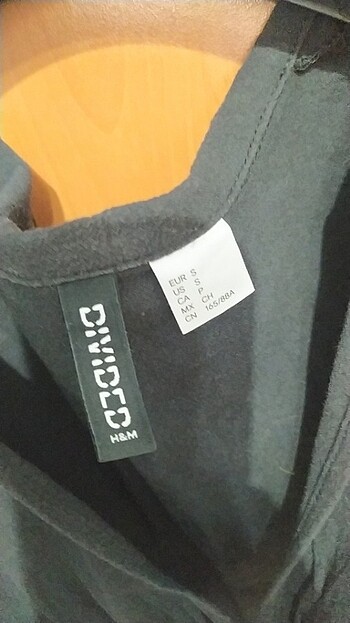 DIVIDED
H&M
EUR S
US S
CA P
MX CH
CN 165/88A